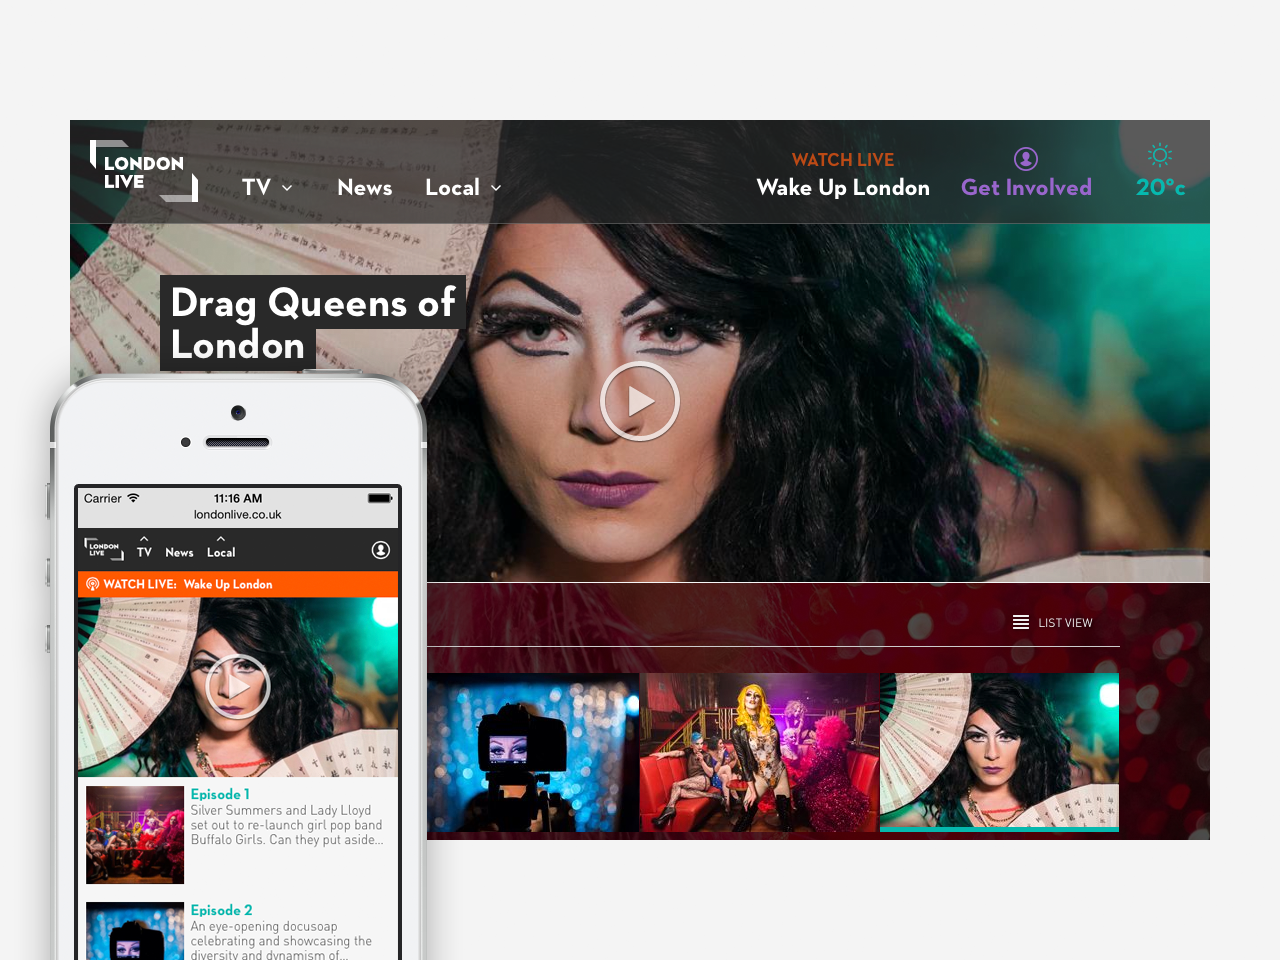 LONDON
LIVE
TV
News
Local
WATCH LIVE
Wake Up London
Get Involved
20°c
Drag Queens of
London
LIST VIEW
Carrier
11:16 AM
londonlive.co.uk
LONDON
LIVE
TV
News
Local
WATCH LIVE: Wake Up London
Episode 1
Silver Summers and Lady Lloyd
set out to re-launch girl pop band
Buffalo Girls. Can they put aside...
Episode 2
An eye-opening docusoap
celebrating and showcasing the
diversity and dynamism of...